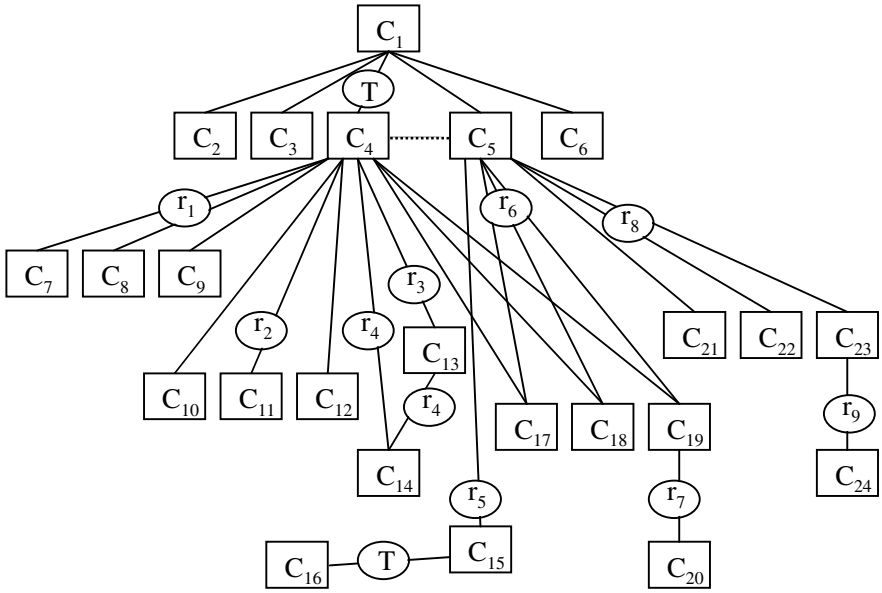 C₁
T
C₂ C₃ C₄ C₅ C₆
r₁ r₆ r₈
C₇ C₈ C₉ r₃
r₂ r₄ C₂₁ C₂₂ C₂₃
C₁₃
C₁₀ C₁₁ C₁₂ r₄ r₉
C₁₇ C₁₈ C₁₉
C₁₄ C₂₄
r₅ r₇
C₁₆ T C₁₅ C₂₀